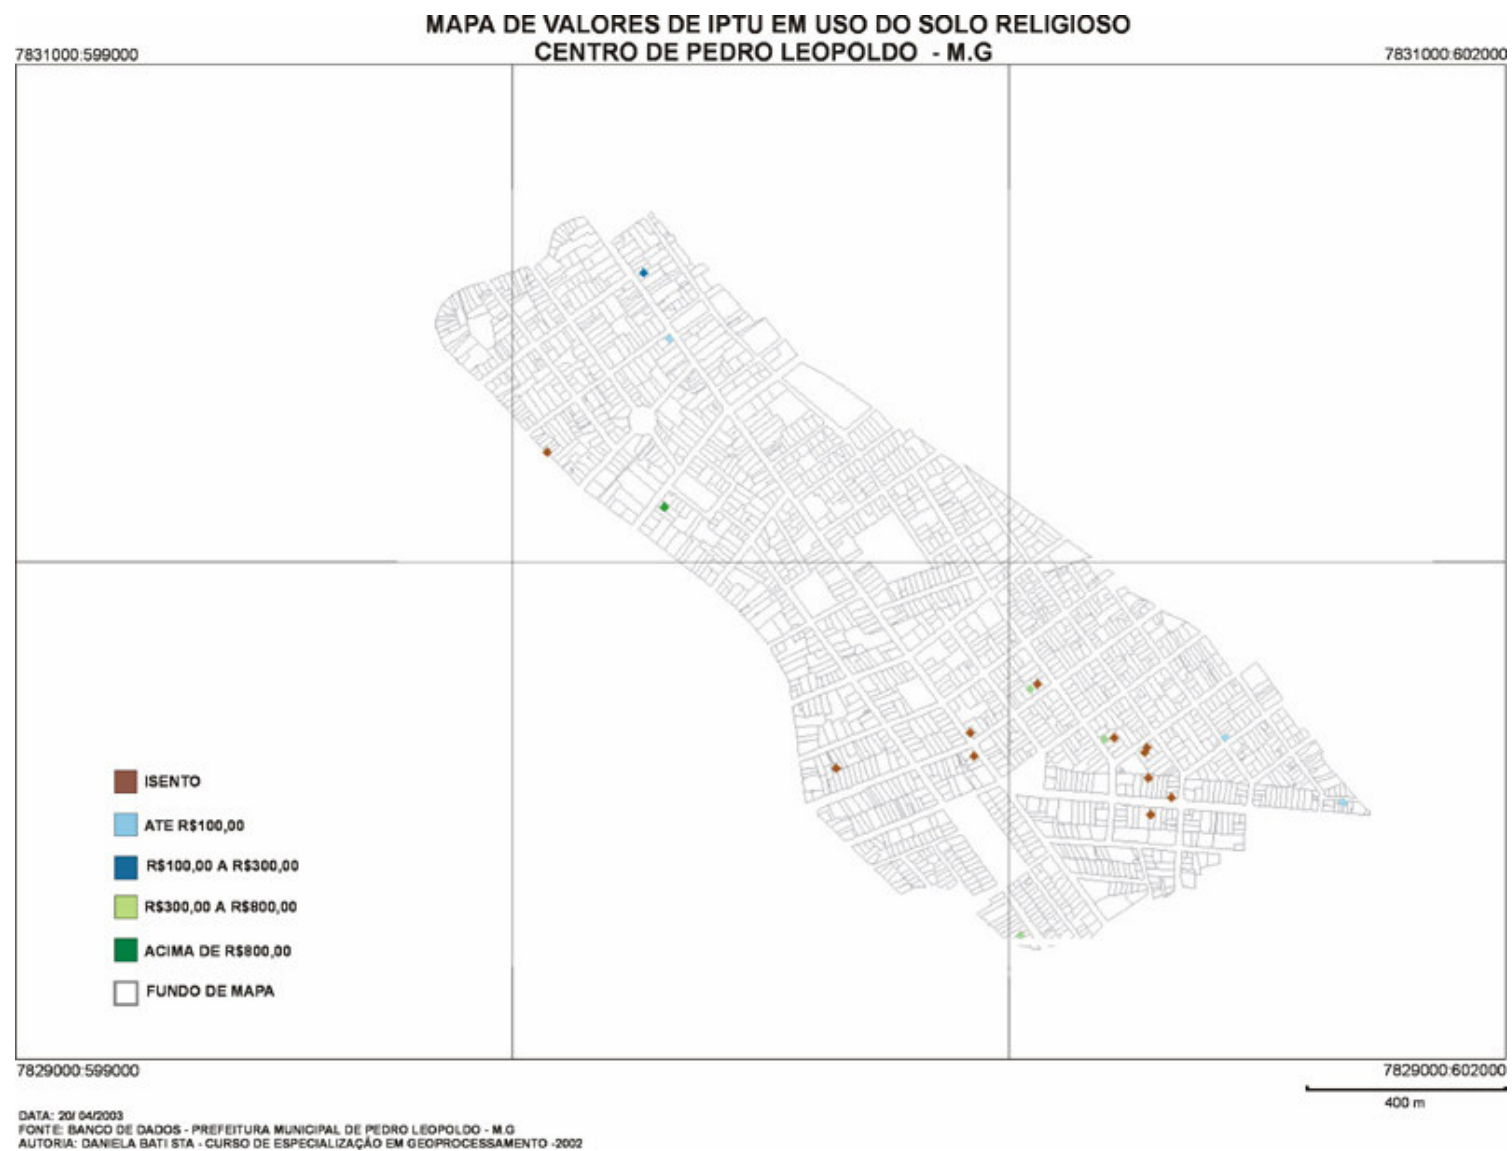 MAPA DE VALORES DE IPTU EM USO DO SOLO RELIGIOSO
CENTRO DE PEDRO LEOPOLDO - M.G
7831000:599000
7831000:602000
ISENTO
ATE R$100,00
R$100,00 A R$300,00
R$300,00 A R$800,00
ACIMA DE R$800,00
FUNDO DE MAPA
7829000:599000
7829000:602000
400 m
DATA: 20/ 04/2003
FONTE: BANCO DE DADOS - PREFEITURA MUNICIPAL DE PEDRO LEOPOLDO - M.G
AUTORIA: DANIELA BATI STA - CURSO DE ESPECIALIZAÇÃO EM GEOPROCESSAMENTO -2002